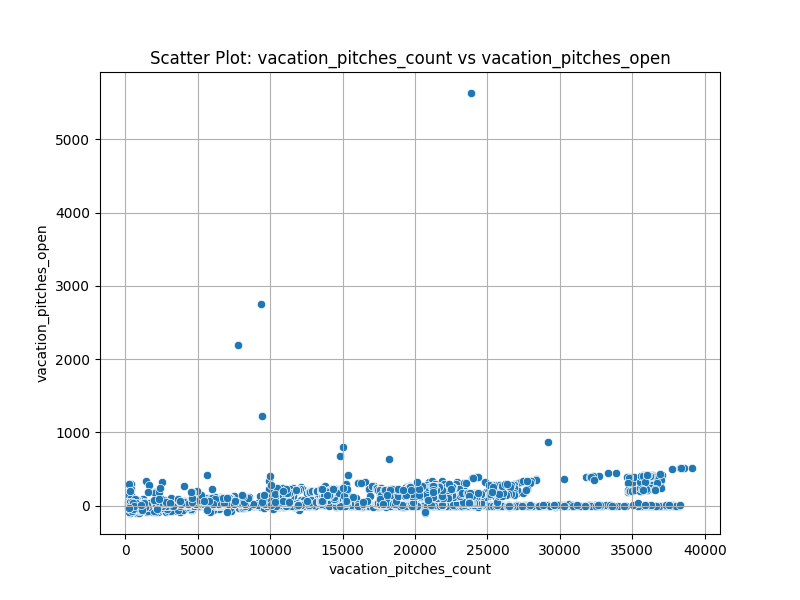 Scatter Plot: vacation_pitches_count vs vacation_pitches_open
vacation_pitches_open
5000
4000
3000
2000
1000
0
0 5000 10000 15000 20000 25000 30000 35000 40000
vacation_pitches_count